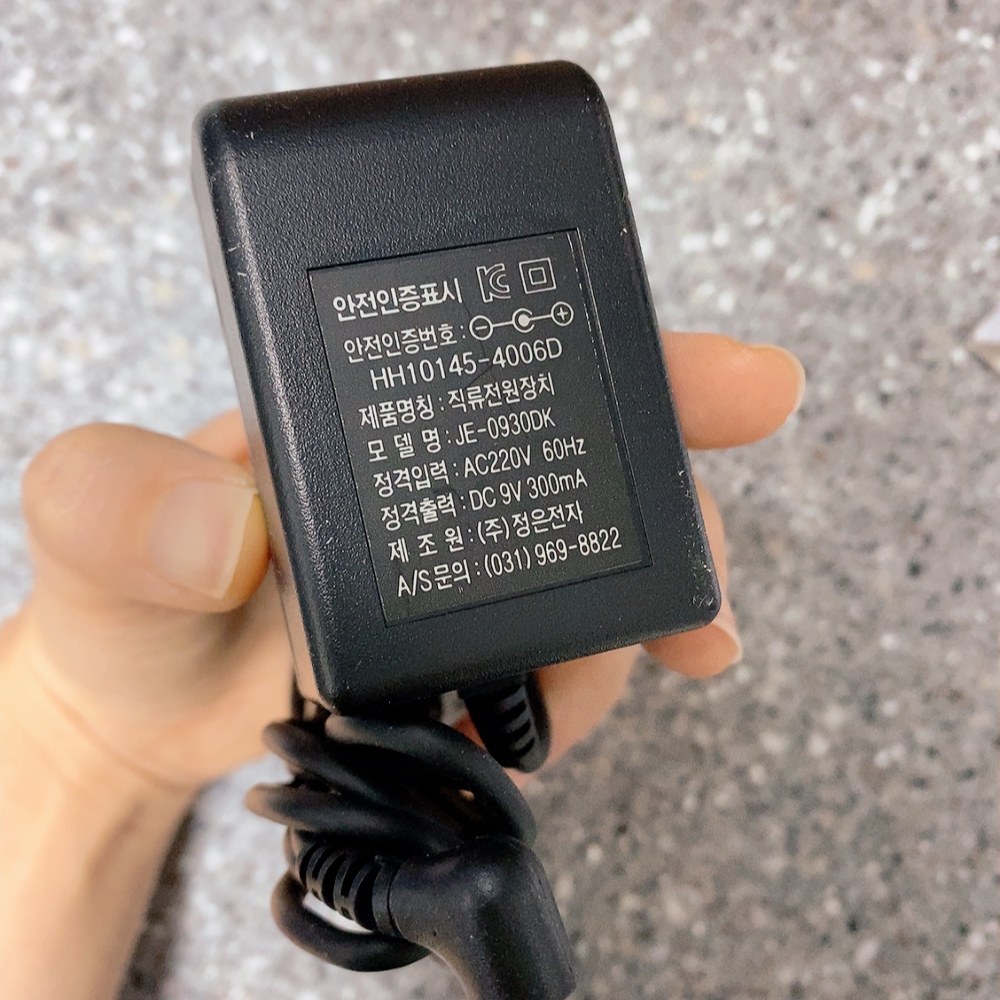 안전인증표시
안전인증번호 :
HH10145-4006D
제품명칭 : 직류전원장치
모 델 명 : JE-0930DK
정격입력 : AC220V 60Hz
정격출력 : DC 9V 300mA
제 조 원 : (주)정은전자
A/S문의 : (031) 969-8822